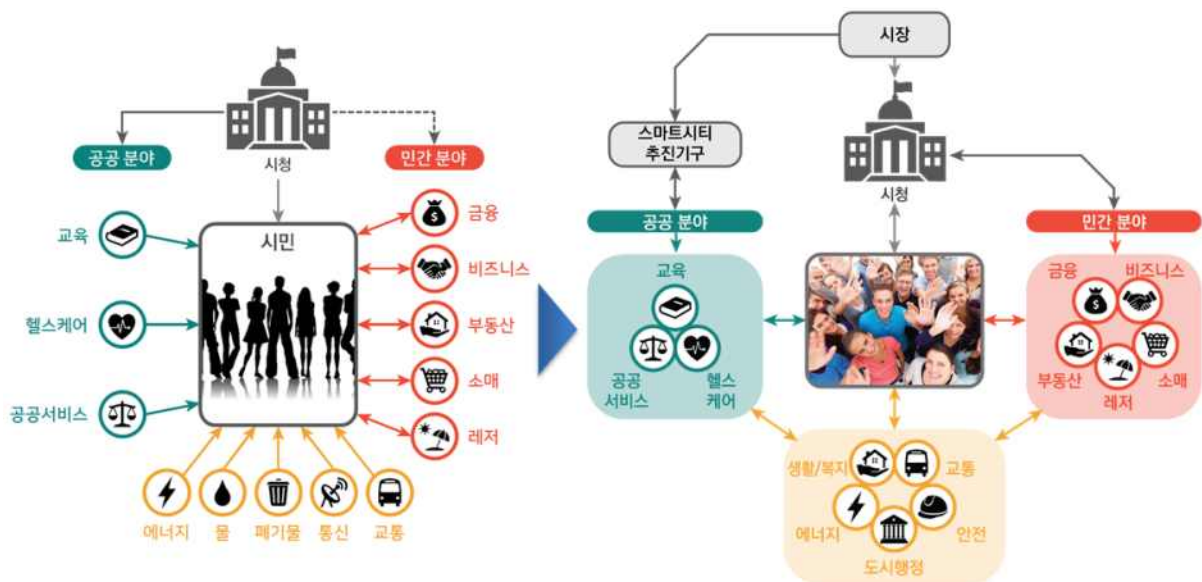 시청
공공 분야
민간 분야
시민
교육
헬스케어
공공서비스
금융
비즈니스
부동산
소매
레저
에너지
물
폐기물
통신
교통
시장
스마트시티
추진기구
시청
공공 분야
민간 분야
교육
공공
서비스
헬스
케어
금융
비즈니스
부동산
소매
레저
생활/복지
교통
에너지
안전
도시행정